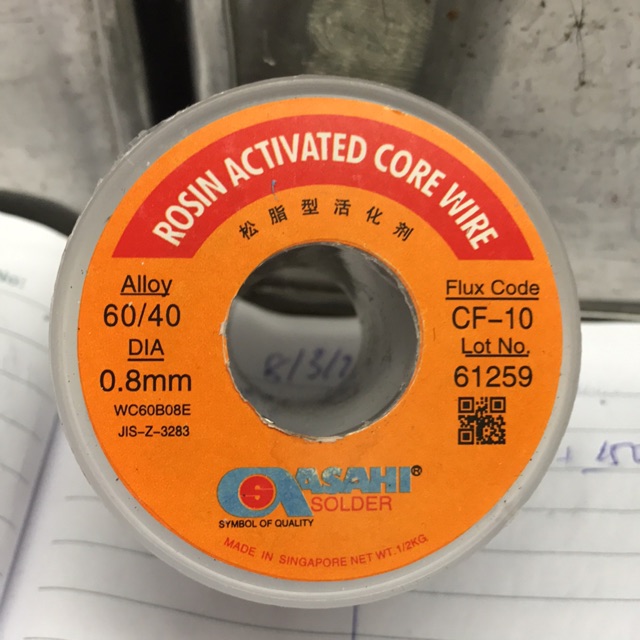 ROSIN ACTIVATED CORE WIRE
松脂型活化剂
Alloy
60/40
DIA
0.8mm
WC60B08E
JIS-Z-3283
Flux Code
CF-10
Lot No.
61259
ASAHI®
SOLDER
SYMBOL OF QUALITY
MADE IN SINGAPORE NET WT. 1/2KG